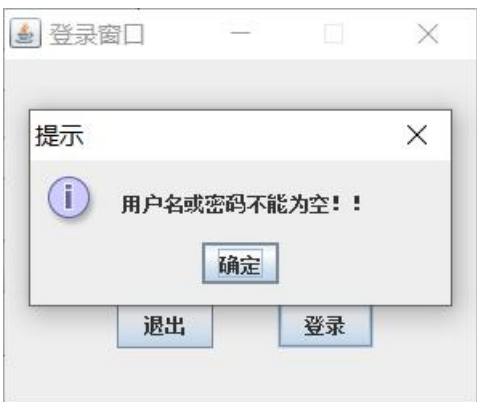 登录窗口
提示
用户名或密码不能为空！！
确定
退出
登录